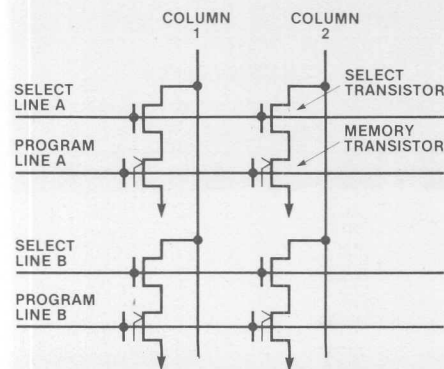 COLUMN
1
COLUMN
2
SELECT
LINE A
SELECT
TRANSISTOR
PROGRAM
LINE A
MEMORY
TRANSISTOR
SELECT
LINE B
PROGRAM
LINE B